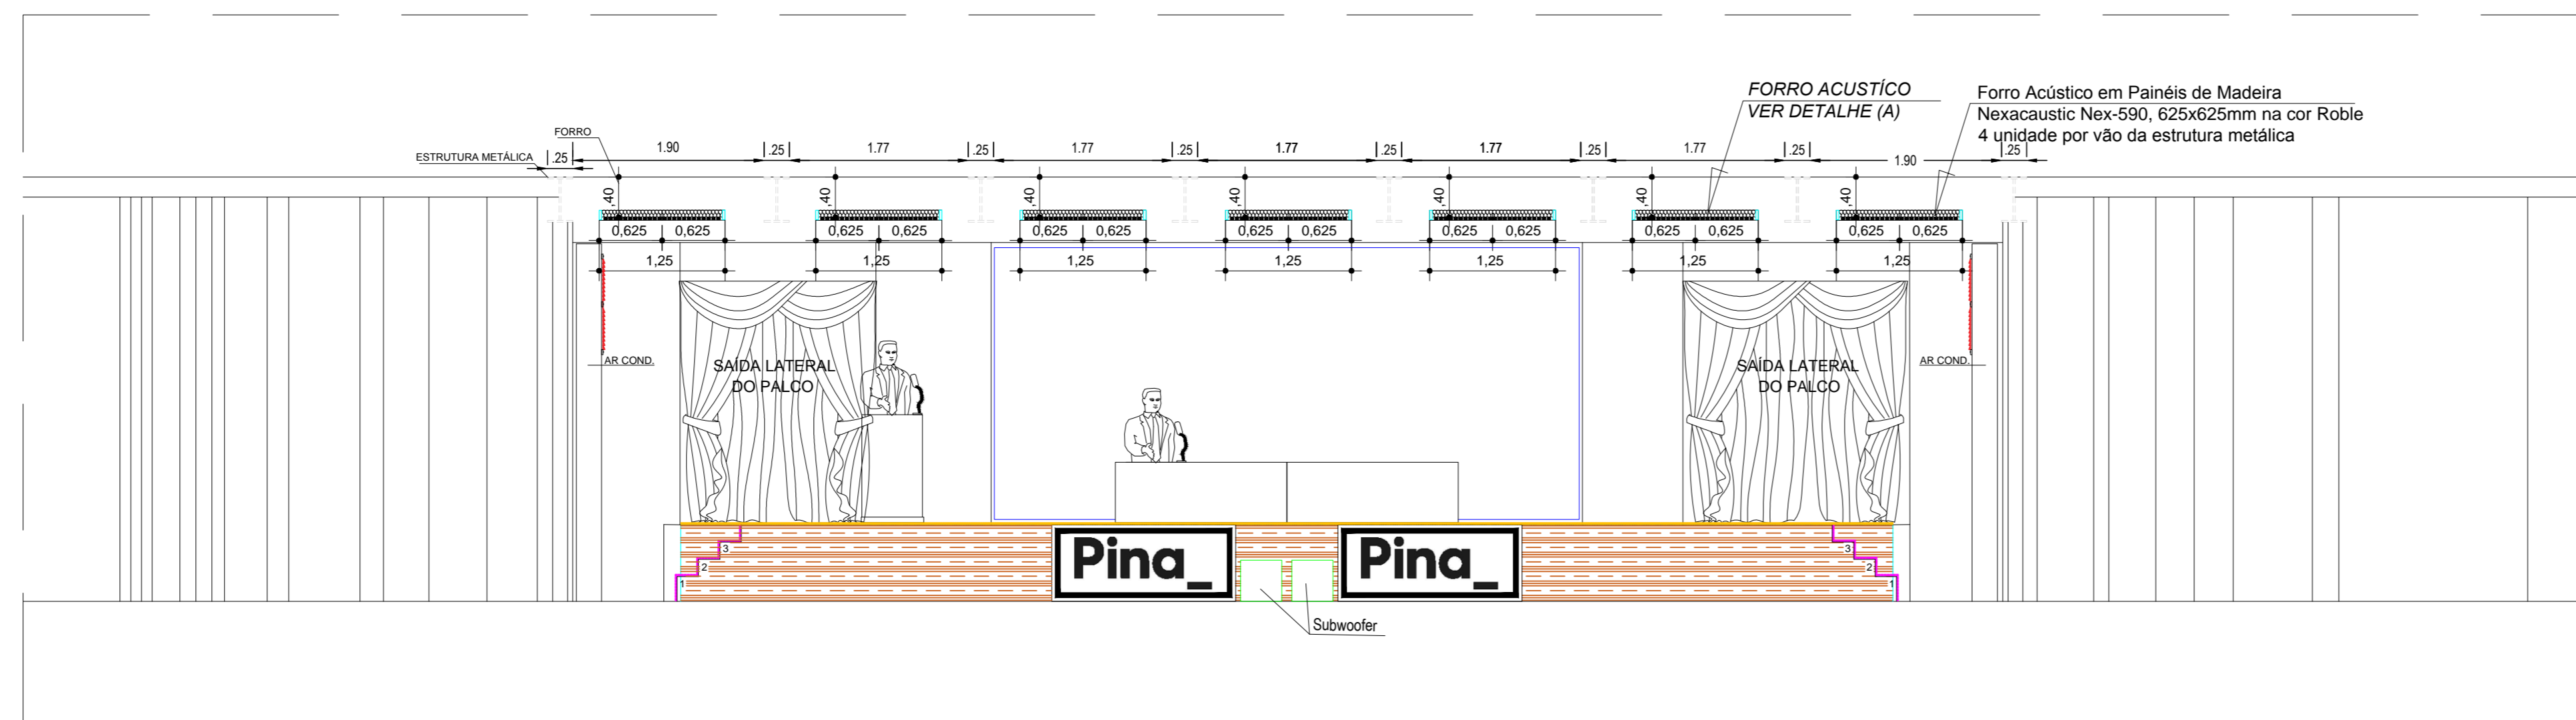 FORRO ACUSTÍCO
VER DETALHE (A)
Forro Acústico em Painéis de Madeira
Nexacaustic Nex-590, 625x625mm na cor Roble
4 unidade por vão da estrutura metálica
FORRO
ESTRUTURA METÁLICA
.25 1.90 .25 1.77 .25 1.77 .25 1.77 .25 1.77 .25 1.77 .25 1.90 .25
,40 ,40 ,40 ,40 ,40 ,40 ,40
0,625 0,625 0,625 0,625 0,625 0,625 0,625 0,625 0,625 0,625 0,625 0,625 0,625 0,625
1,25 1,25 1,25 1,25 1,25 1,25 1,25
AR COND.
SAÍDA LATERAL
DO PALCO
SAÍDA LATERAL
DO PALCO
AR COND.
3
2
1
Pina_
Pina_
3
2
1
Subwoofer